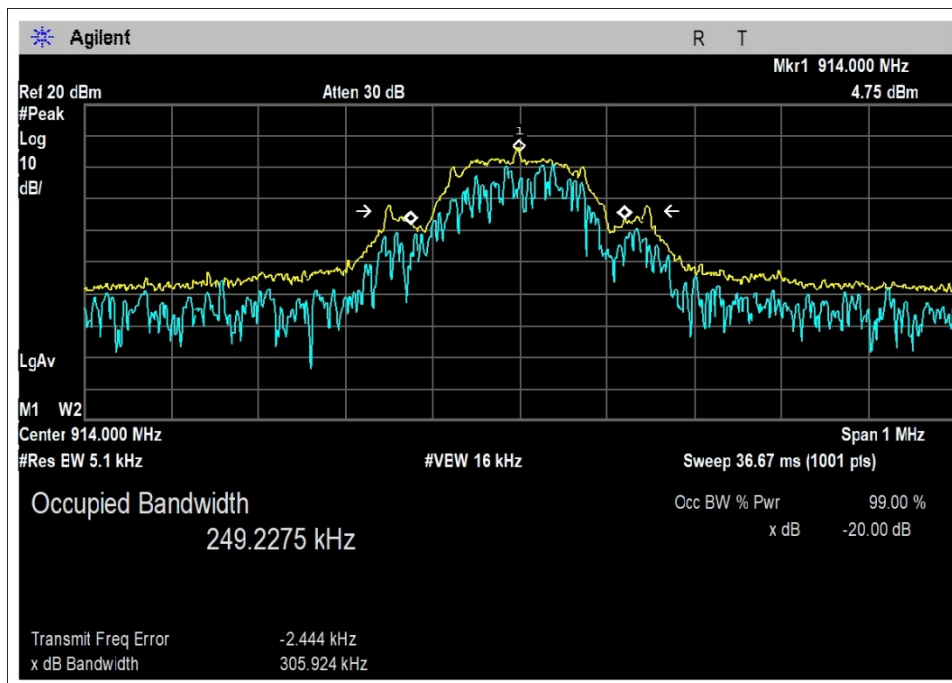 Agilent R T
Mkr1 914.000 MHz
Ref 20 dBm Atten 30 dB 4.75 dBm
#Peak
Log
10
dB/
1
LgAv
M1 W2
Center 914.000 MHz Span 1 MHz
#Res BW 5.1 kHz #VBW 16 kHz Sweep 36.67 ms (1001 pts)
Occupied Bandwidth Occ BW % Pwr 99.00 %
249.2275 kHz x dB -20.00 dB
Transmit Freq Error -2.444 kHz
x dB Bandwidth 305.924 kHz